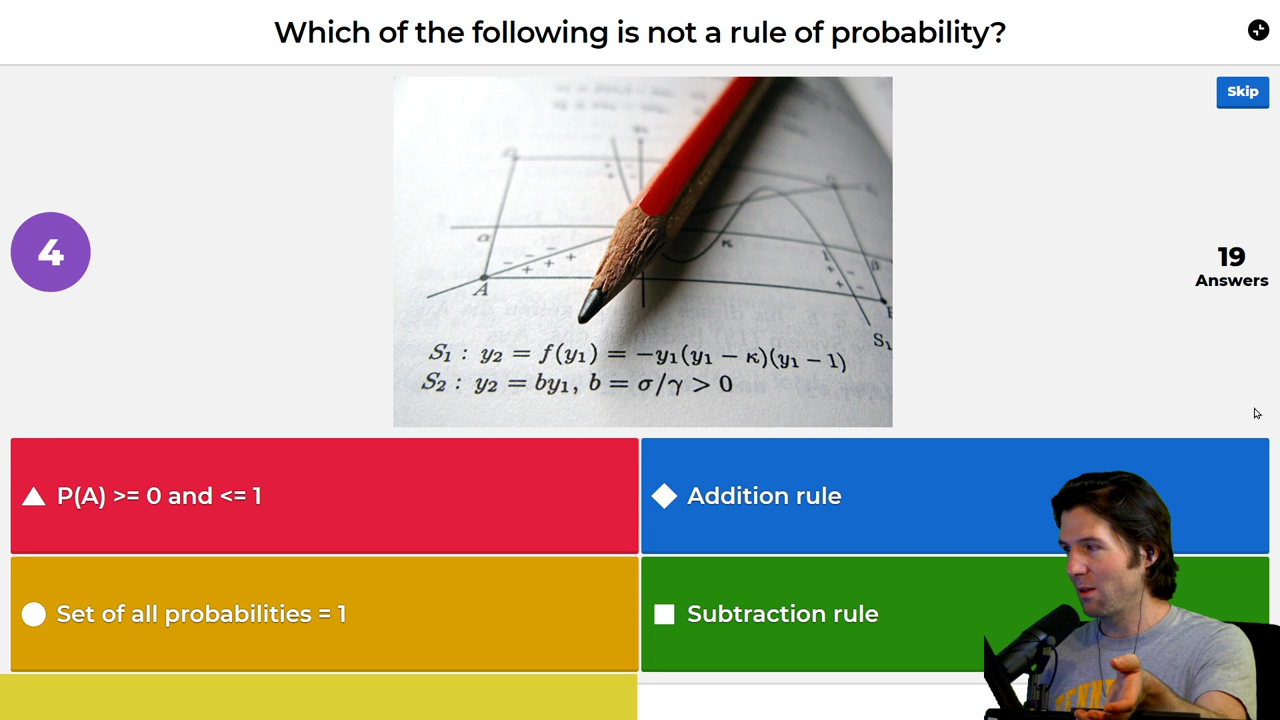 Which of the following is not a rule of probability?
Skip
4
19
Answers
α
κ
β
A
S₁
S₁ : y₂ = f(y₁) = −y₁(y₁ − κ)(y₁ − 1)
S₂ : y₂ = by₁, b = σ/γ > 0
P(A) >= 0 and <= 1
Addition rule
Set of all probabilities = 1
Subtraction rule